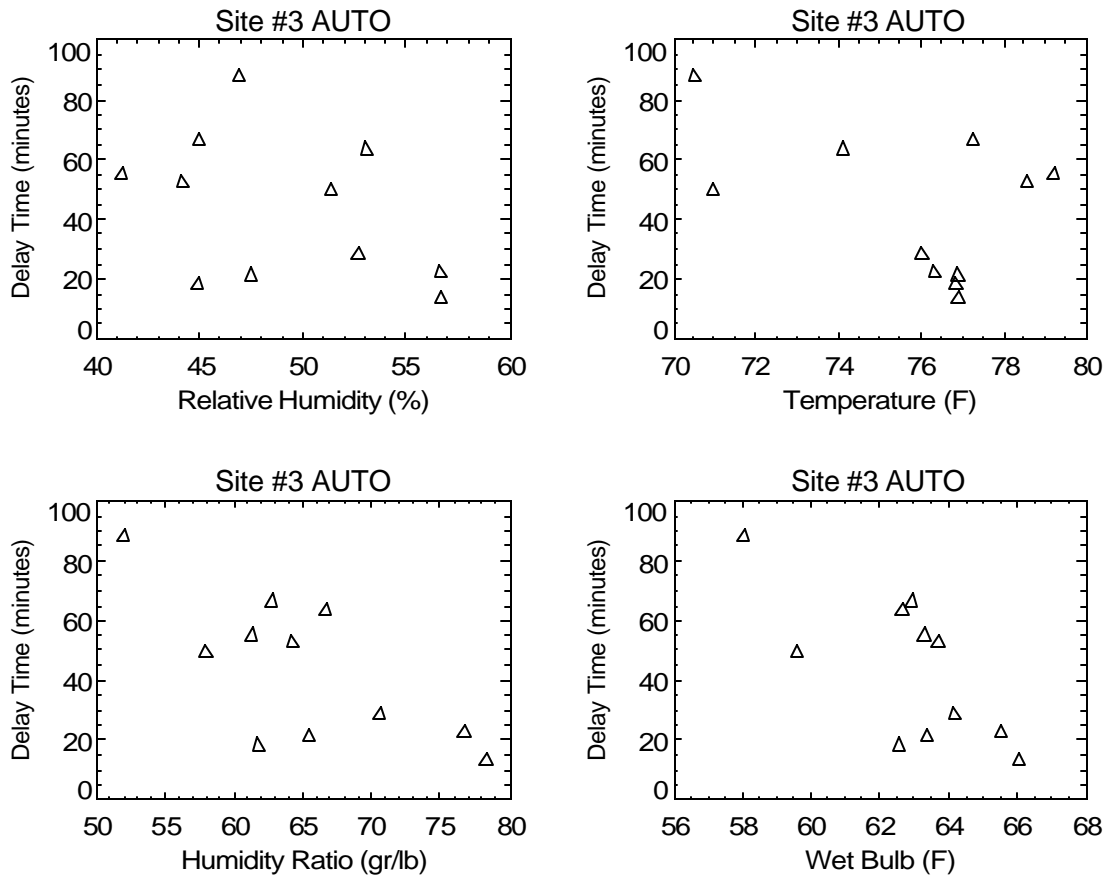 Site #3 AUTO
Delay Time (minutes)
100
80
60
40
20
0
40 45 50 55 60
Relative Humidity (%)
Site #3 AUTO
Delay Time (minutes)
100
80
60
40
20
0
70 72 74 76 78 80
Temperature (F)
Site #3 AUTO
Delay Time (minutes)
100
80
60
40
20
0
50 55 60 65 70 75 80
Humidity Ratio (gr/lb)
Site #3 AUTO
Delay Time (minutes)
100
80
60
40
20
0
56 58 60 62 64 66 68
Wet Bulb (F)